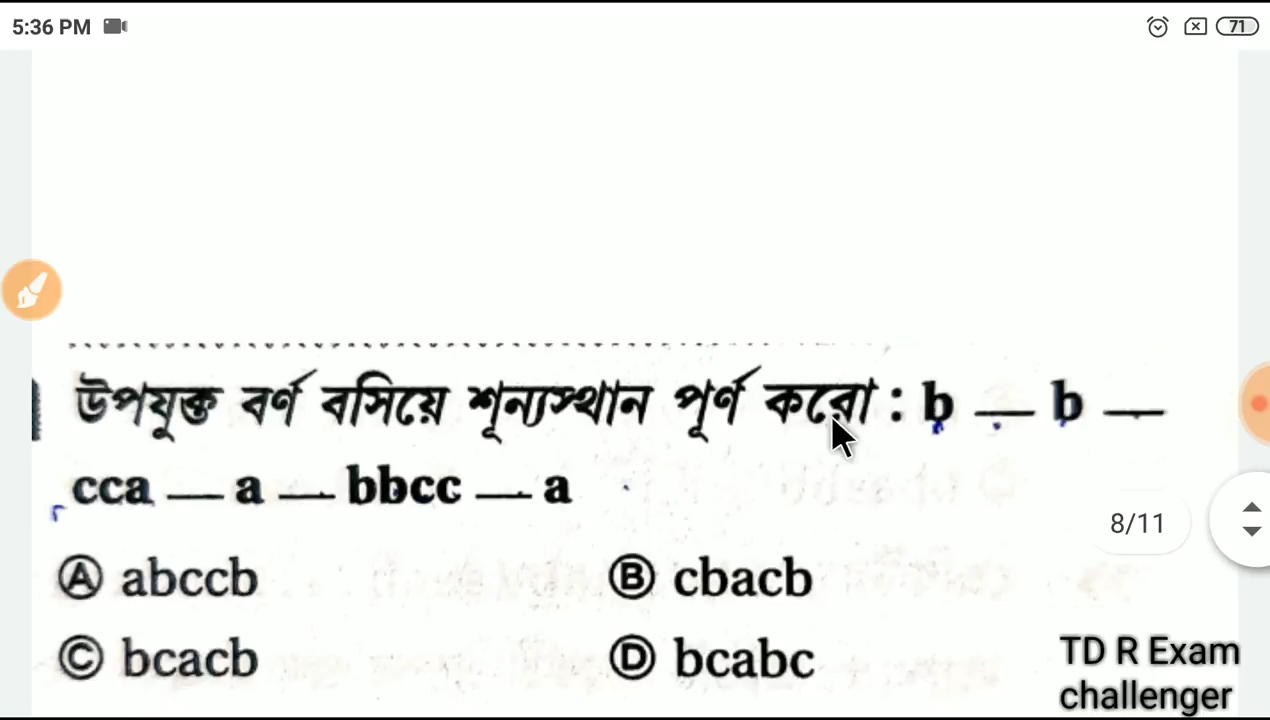 5:36 PM
71
উপযুক্ত বর্ণ বসিয়ে শূন্যস্থান পূর্ণ করো : b — b —
cca — a — bbcc — a
8/11
Ⓐ abccb
Ⓑ cbacb
Ⓒ bcacb
Ⓓ bcabc
TD R Exam
challenger